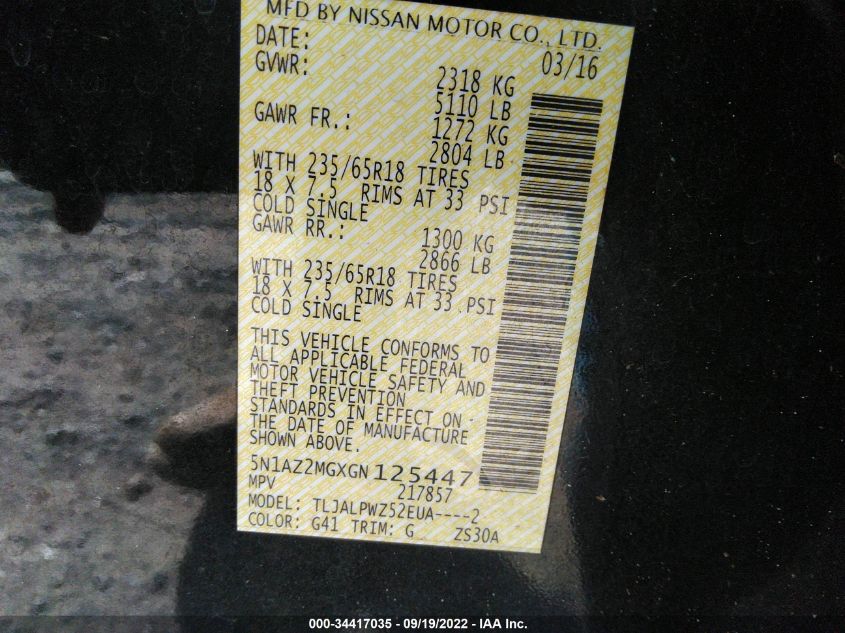 MFD BY NISSAN MOTOR CO., LTD.
DATE: 03/16
GVWR: 2318 KG
5110 LB
GAWR FR.: 1272 KG
2804 LB
WITH 235/65R18 TIRES
18 X 7.5 RIMS AT 33 PSI
COLD SINGLE
GAWR RR.: 1300 KG
2866 LB
WITH 235/65R18 TIRES
18 X 7.5 RIMS AT 33 PSI
COLD SINGLE
THIS VEHICLE CONFORMS TO
ALL APPLICABLE FEDERAL
MOTOR VEHICLE SAFETY AND
THEFT PREVENTION
STANDARDS IN EFFECT ON
THE DATE OF MANUFACTURE
SHOWN ABOVE.
5N1AZ2MGXGN125447
MPV 217857
MODEL: TLJALPWZ52EUA----2
COLOR: G41 TRIM: G ZS30A
000-34417035 - 09/19/2022 - IAA Inc.